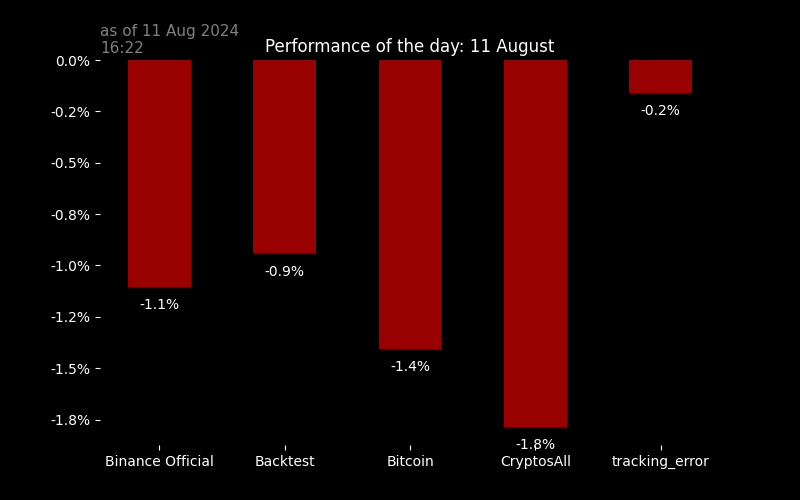 as of 11 Aug 2024
16:22
Performance of the day: 11 August
0.0%
-0.2%
-0.5%
-0.8%
-1.0%
-1.2%
-1.5%
-1.8%
-1.1%
-0.9%
-1.4%
-1.8%
-0.2%
Binance Official
Backtest
Bitcoin
CryptosAll
tracking_error